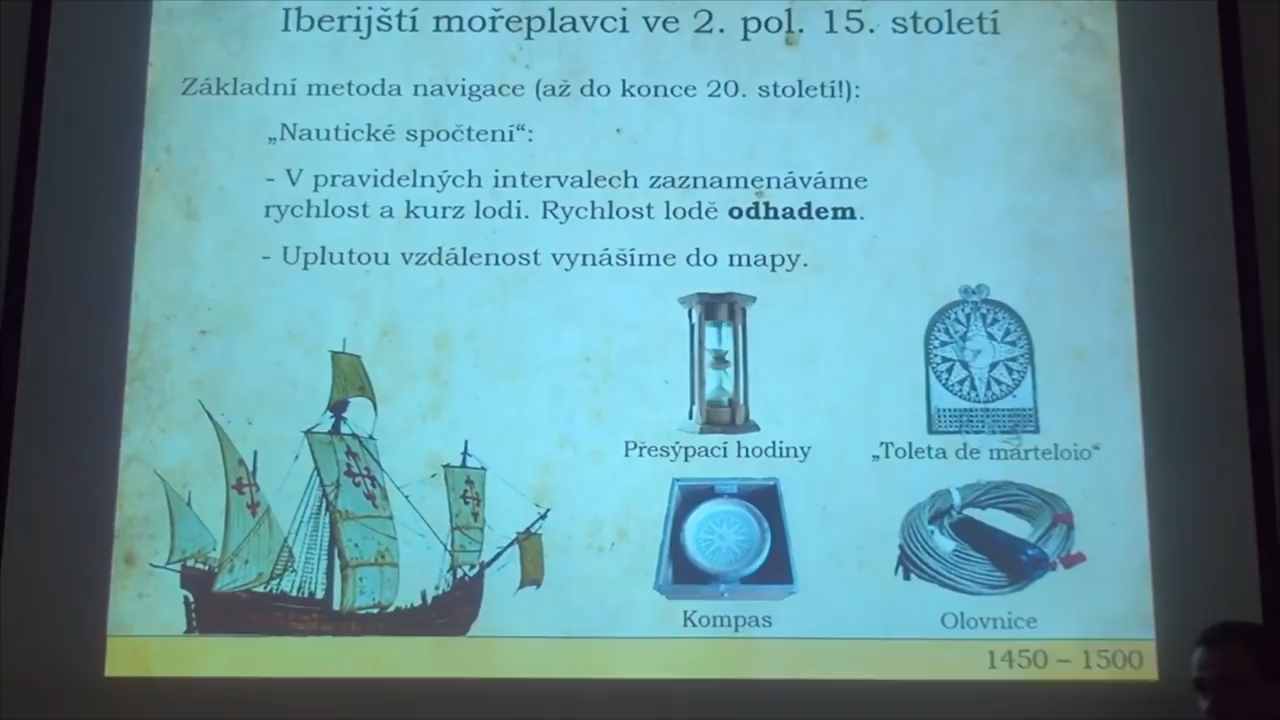 Iberijští mořeplavci ve 2. pol. 15. století
Základní metoda navigace (až do konce 20. století!):
„Nautické spočtení“:
- V pravidelných intervalech zaznamenáváme
rychlost a kurz lodi. Rychlost lodě odhadem.
- Uplutou vzdálenost vynášíme do mapy.
Přesýpací hodiny
„Toleta de marteloio“
Kompas
Olovnice
1450 – 1500